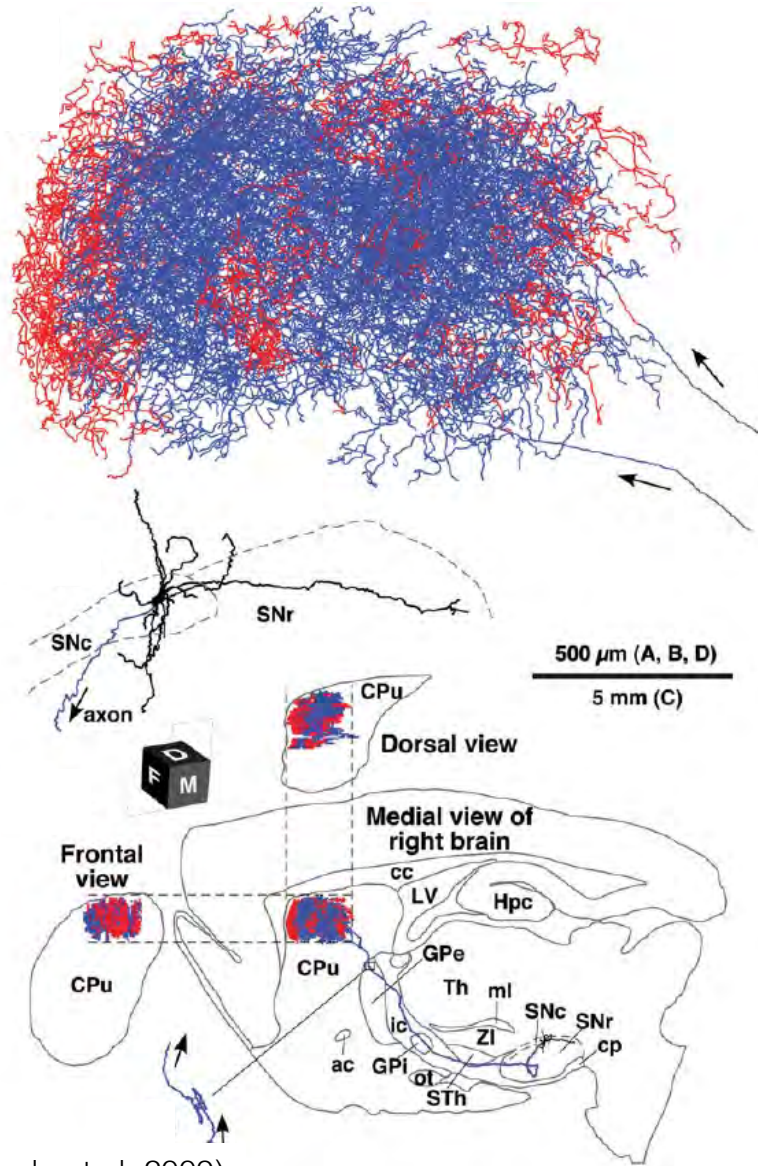 SNc
SNr
axon
500 µm (A, B, D)
5 mm (C)
CPu
Dorsal view
D
F
M
Medial view of
right brain
Frontal
view
cc
LV
Hpc
CPu
CPu
GPe
Th
ml
SNc
SNr
ic
ZI
cp
ac
GPi
ot
STh